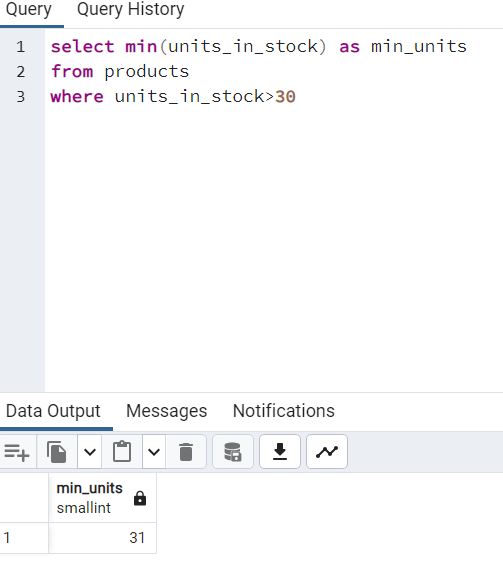 Query Query History
1 select min(units_in_stock) as min_units
2 from products
3 where units_in_stock>30
Data Output Messages Notifications
min_units
smallint
1 31